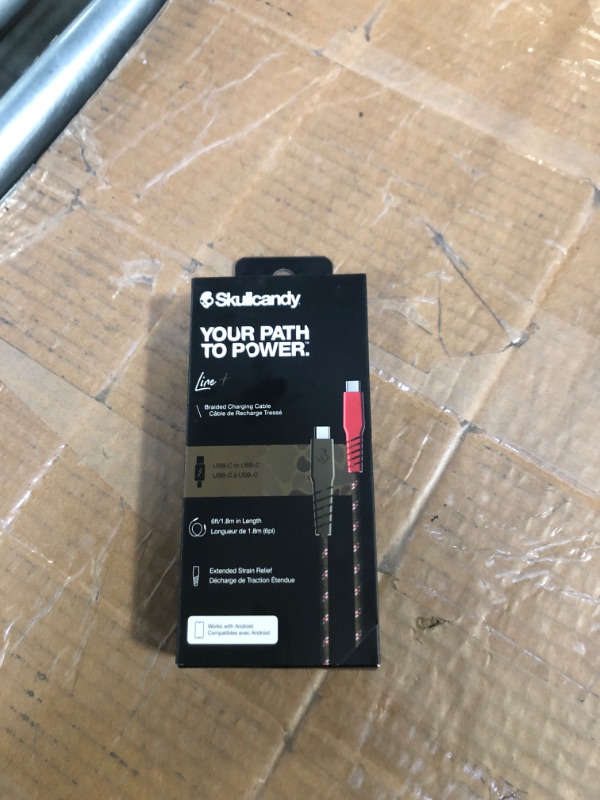 Skullcandy
YOUR PATH
TO POWER.
Line +
Braided Charging Cable
Câble de Recharge Tressé
USB-C to USB-C
USB-C à USB-C
6ft/1.8m in Length
Longueur de 1.8m (6pi)
Extended Strain Relief
Décharge de Traction Étendue
Works with Android
Compatibles avec Android